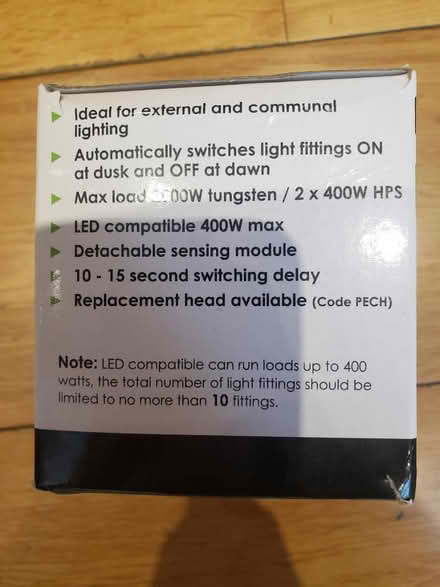 Ideal for external and communal
lighting
Automatically switches light fittings ON
at dusk and OFF at dawn
Max load tungsten / 2 x 400W HPS
LED compatible 400W max
Detachable sensing module
10 - 15 second switching delay
Replacement head available (Code PECH)
Note: LED compatible can run loads up to 400
watts, the total number of light fittings should be
limited to no more than 10 fittings.